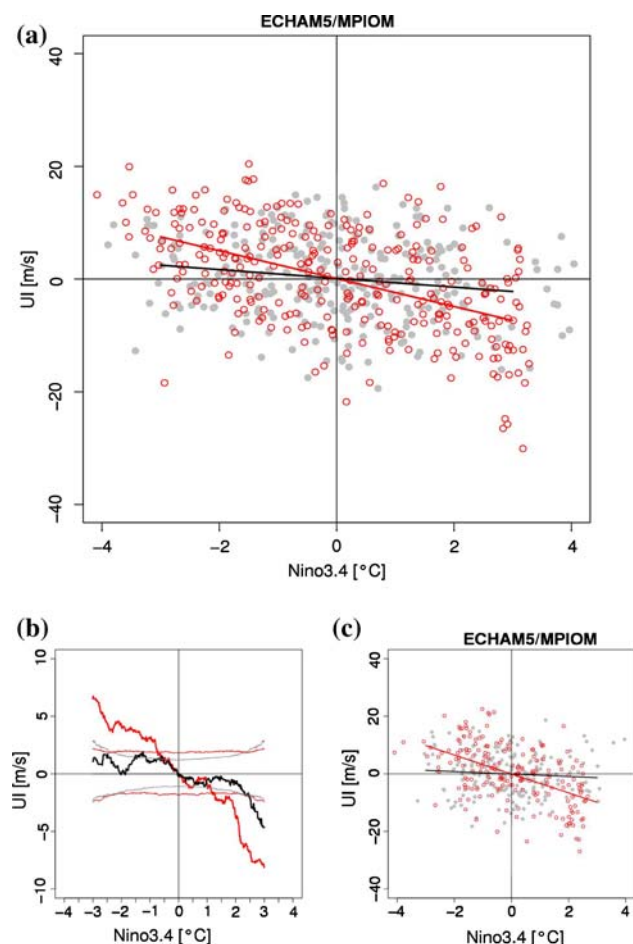 (a)
ECHAM5/MPIOM
UI [m/s]
40
20
0
−20
−40
−4
−2
0
2
4
Nino3.4 [°C]
(b)
UI [m/s]
10
5
0
−5
−10
−4 −3 −2 −1 0 1 2 3 4
Nino3.4 [°C]
(c)
ECHAM5/MPIOM
UI [m/s]
40
20
0
−20
−40
−4 −2 0 2 4
Nino3.4 [°C]